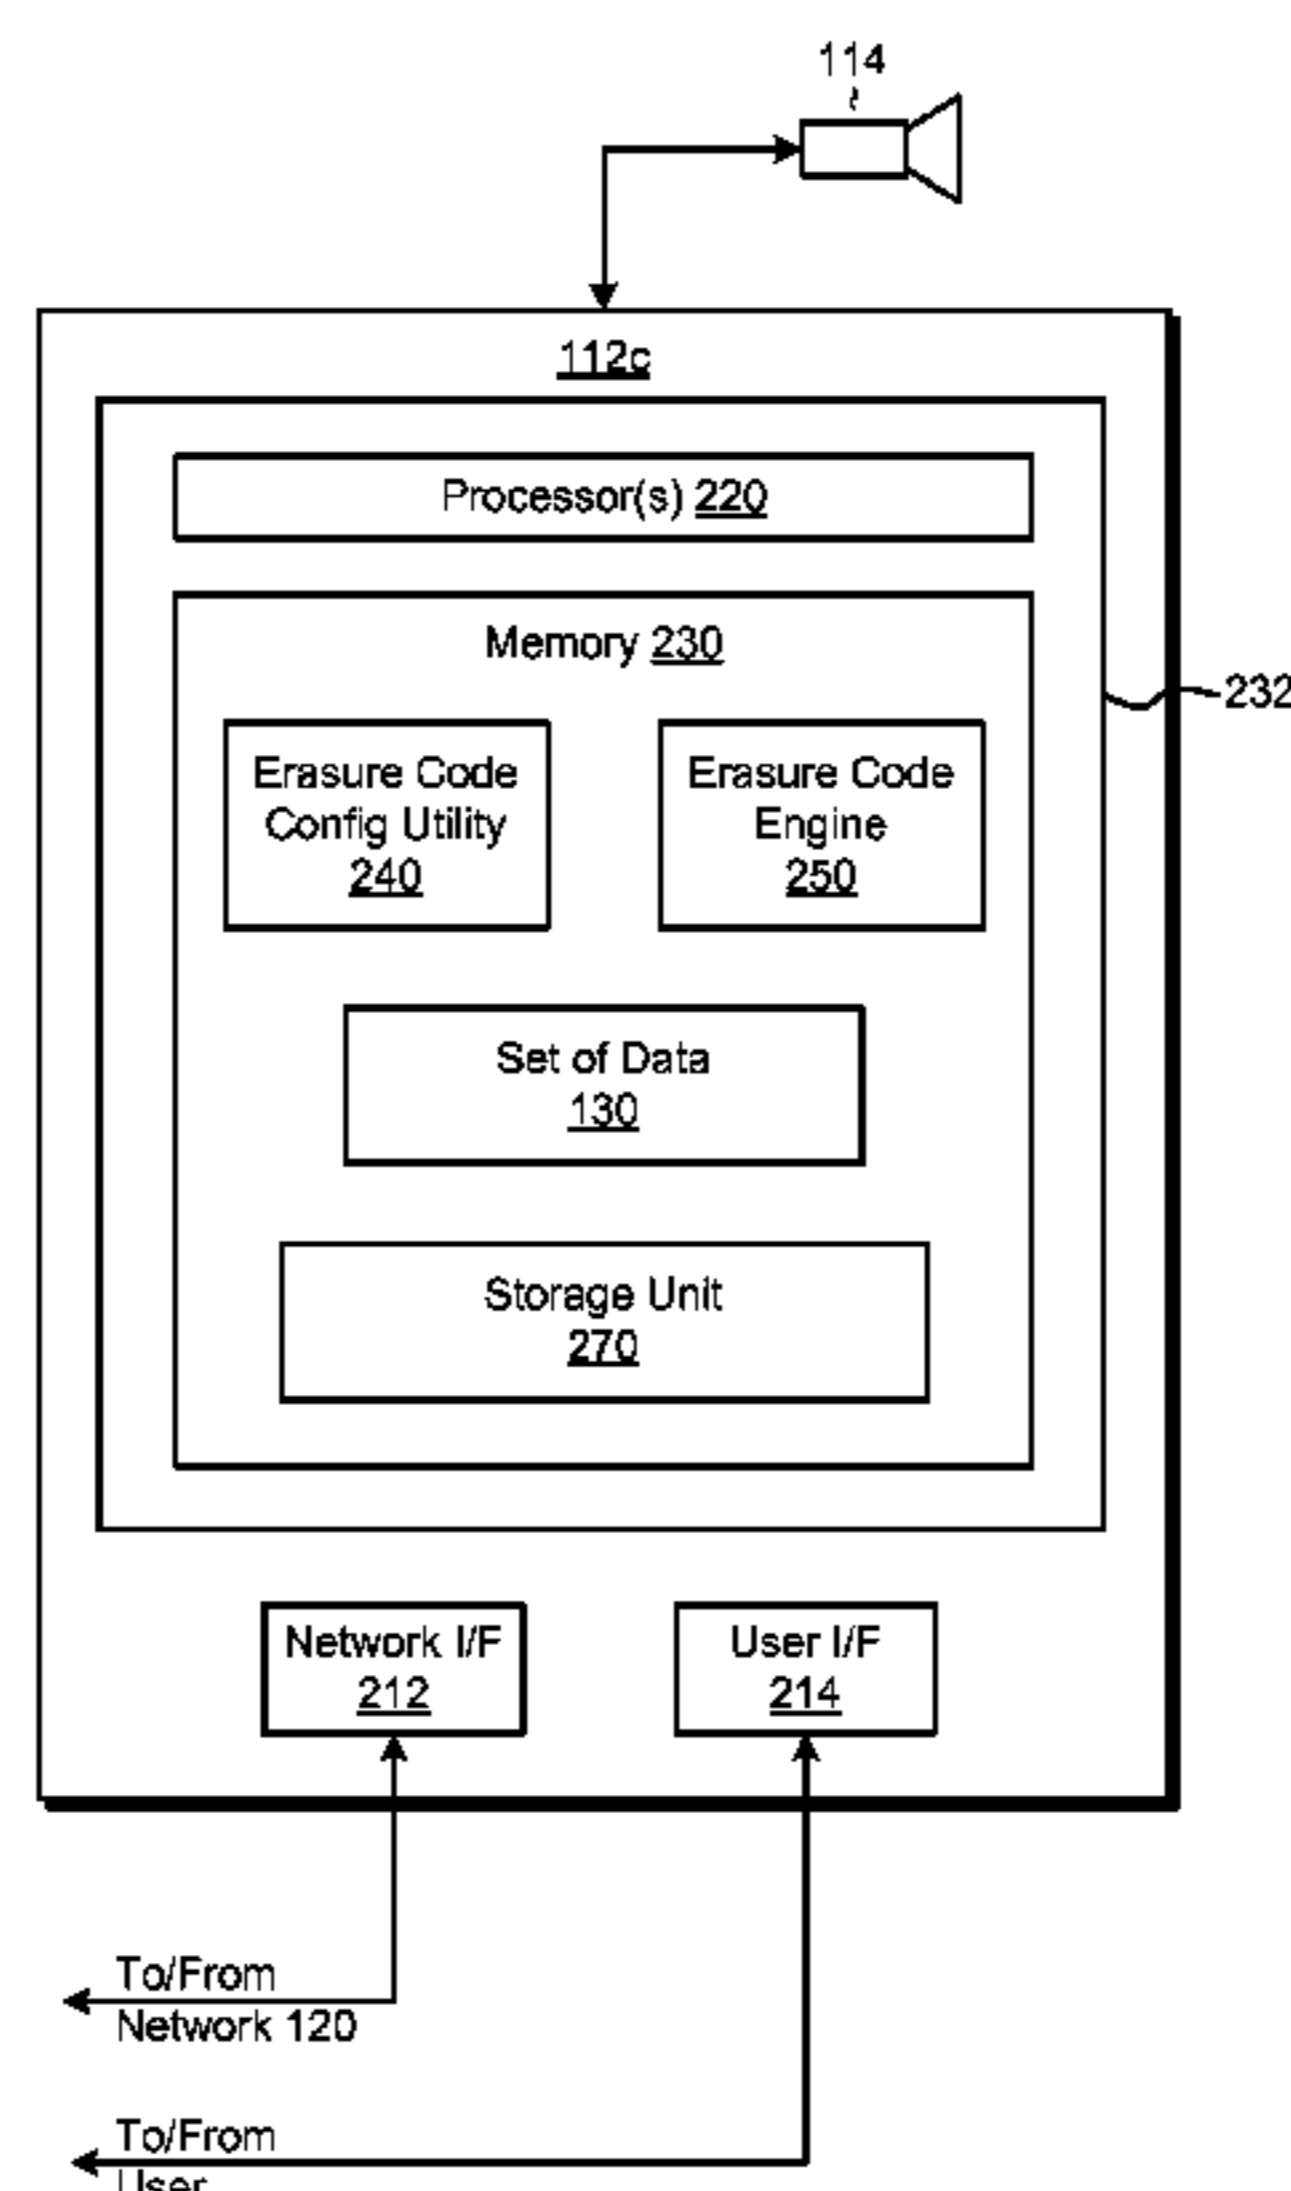 114
112c
Processor(s) 220
Memory 230
232
Erasure Code
Config Utility
240
Erasure Code
Engine
250
Set of Data
130
Storage Unit
270
Network I/F
212
User I/F
214
To/From
Network 120
To/From
User